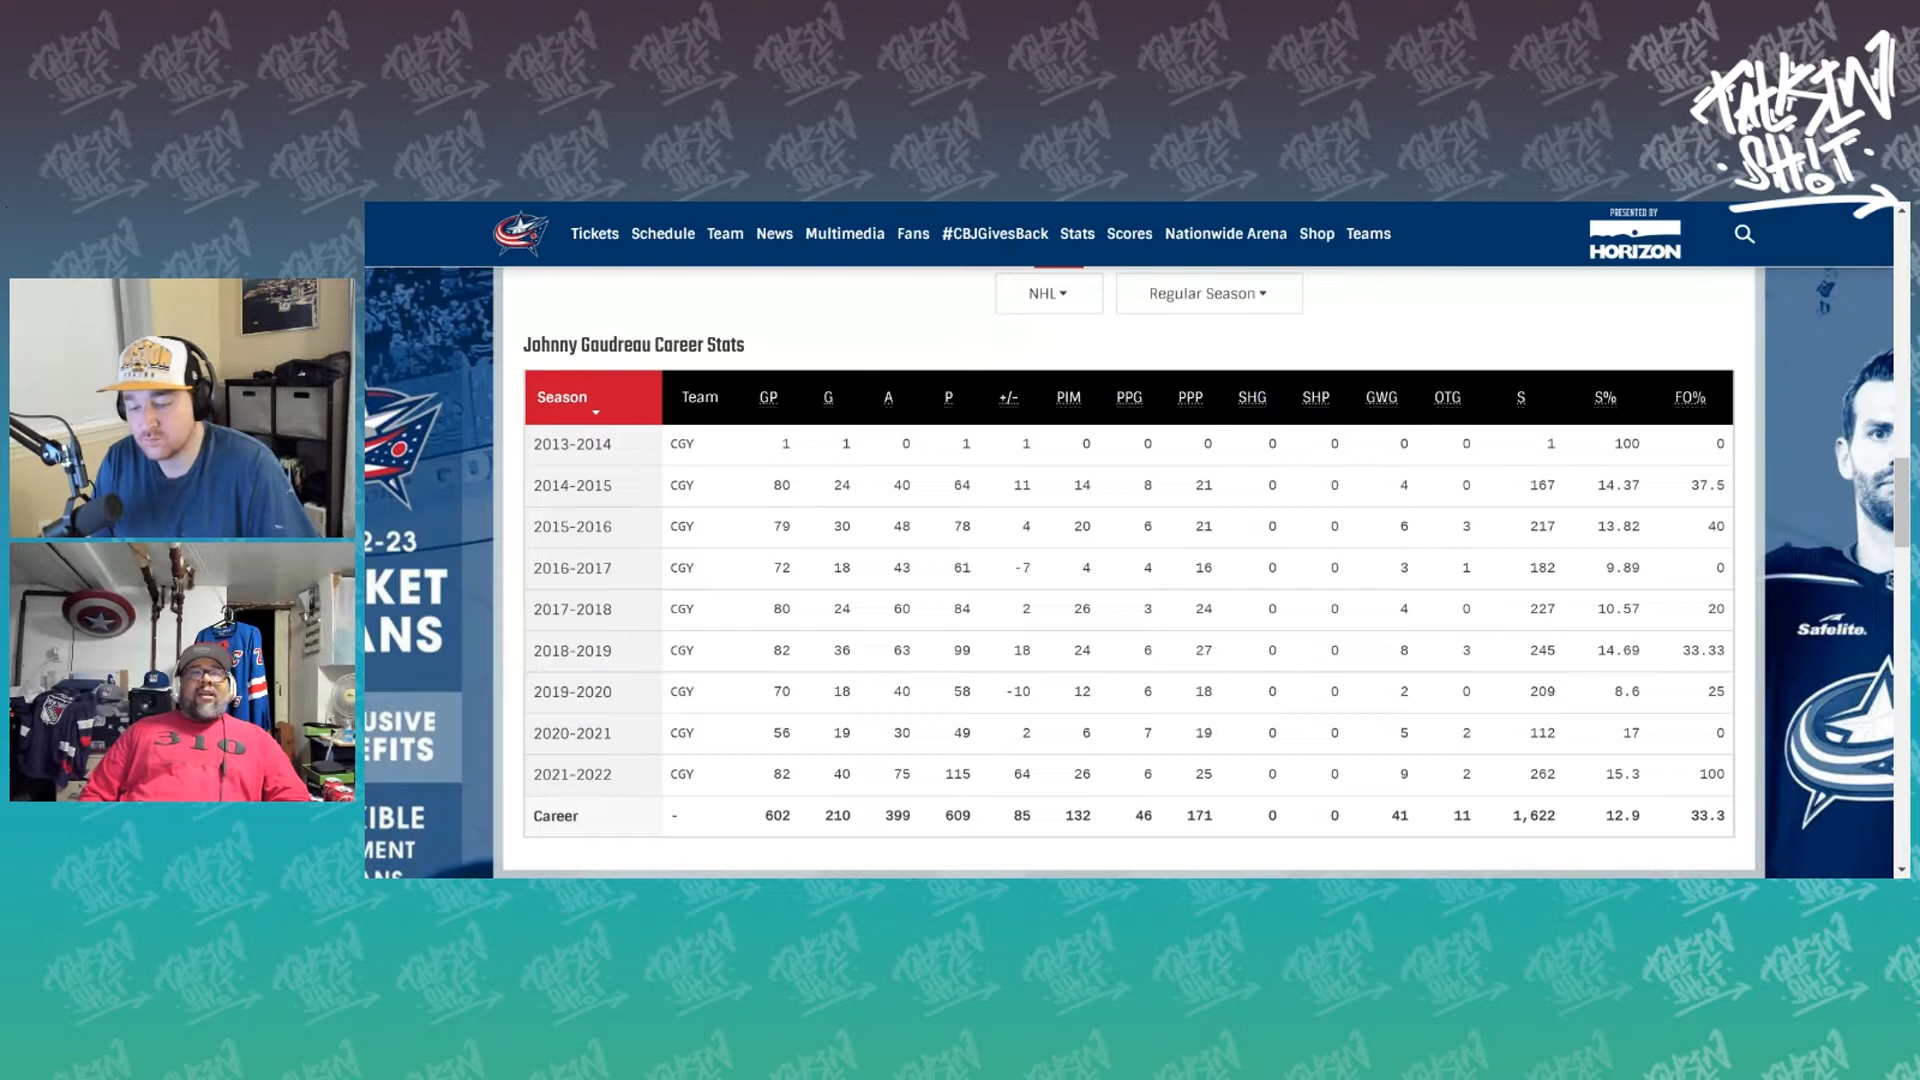 TALKIN
SH!T
PRESENTED BY
HORIZON
Tickets Schedule Team News Multimedia Fans #CBJGivesBack Stats Scores Nationwide Arena Shop Teams
NHL Regular Season
Johnny Gaudreau Career Stats
Season Team GP G A P +/- PIM PPG PPP SHG SHP GWG OTG S S% FO%
2013-2014 CGY 1 1 0 1 1 0 0 0 0 0 0 0 1 100 0
2014-2015 CGY 80 24 40 64 11 14 8 21 0 0 4 0 167 14.37 37.5
2015-2016 CGY 79 30 48 78 4 20 6 21 0 0 6 3 217 13.82 40
2016-2017 CGY 72 18 43 61 -7 4 4 16 0 0 3 1 182 9.89 0
2017-2018 CGY 80 24 60 84 2 26 3 24 0 0 4 0 227 10.57 20
2018-2019 CGY 82 36 63 99 18 24 6 27 0 0 8 3 245 14.69 33.33
2019-2020 CGY 70 18 40 58 -10 12 6 18 0 0 2 0 209 8.6 25
2020-2021 CGY 56 19 30 49 2 6 7 19 0 0 5 2 112 17 0
2021-2022 CGY 82 40 75 115 64 26 6 25 0 0 9 2 262 15.3 100
Career - 602 210 399 609 85 132 46 171 0 0 41 11 1,622 12.9 33.3
2-23
KET
ANS
USIVE
EFITS
IBLE
MENT
ANS
Safelite.
310